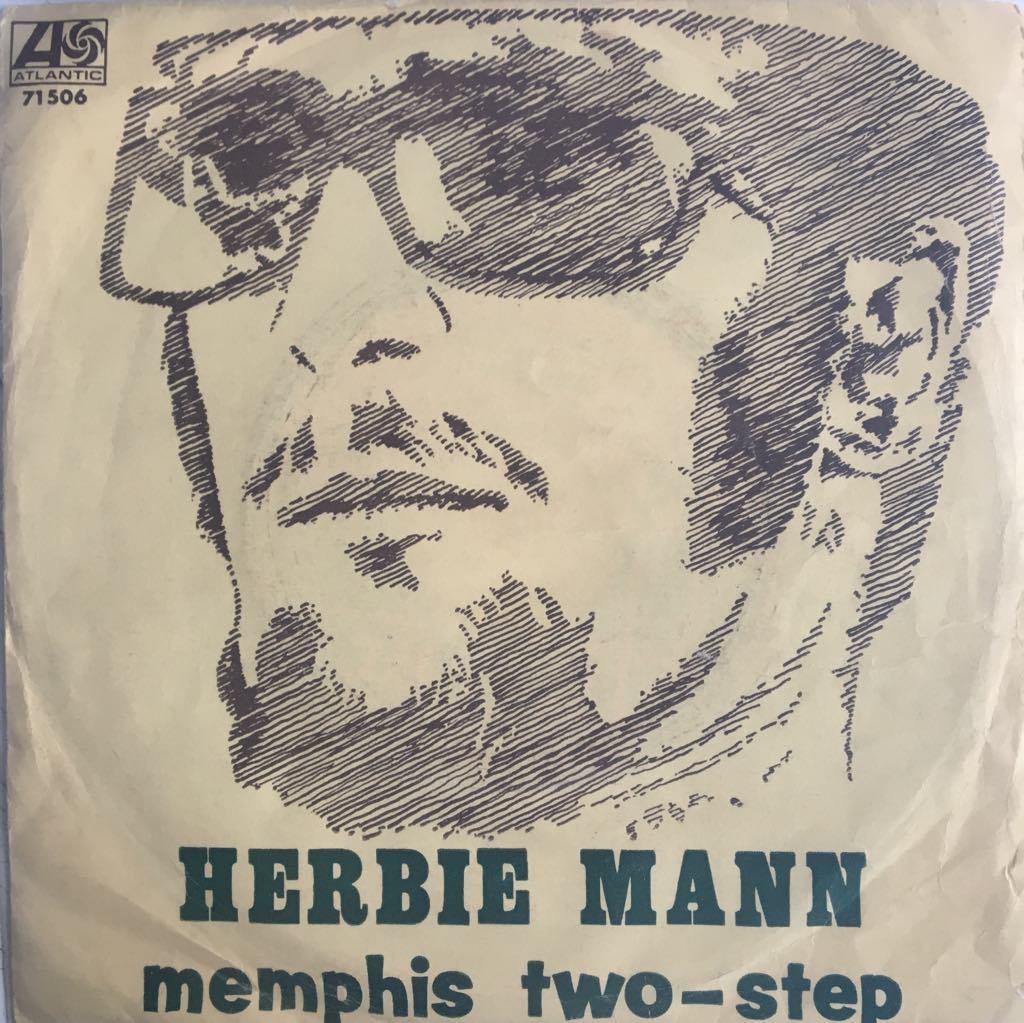 ATLANTIC
71506
HERBIE MANN
memphis two-step